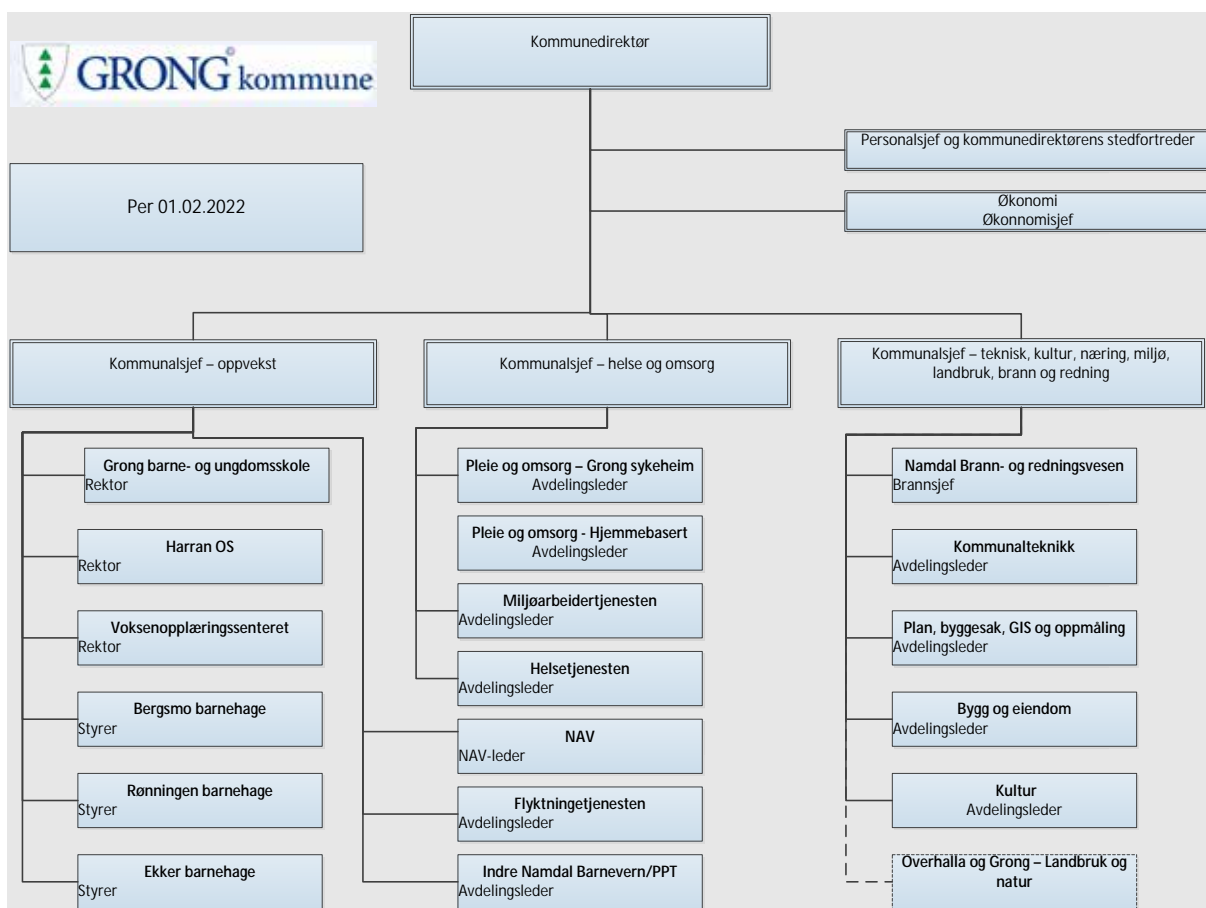 Kommunedirektør
GRONG kommune
Personalsjef og kommunedirektørens stedfortreder
Per 01.02.2022
Økonomi
Økonnomisjef
Kommunalsjef – oppvekst
Kommunalsjef – helse og omsorg
Kommunalsjef – teknisk, kultur, næring, miljø,
landbruk, brann og redning
Grong barne- og ungdomsskole
Rektor
Harran OS
Rektor
Voksenopplæringssenteret
Rektor
Bergsmo barnehage
Styrer
Rønningen barnehage
Styrer
Ekker barnehage
Styrer
Pleie og omsorg – Grong sykeheim
Avdelingsleder
Pleie og omsorg - Hjemmebasert
Avdelingsleder
Miljøarbeidertjenesten
Avdelingsleder
Helsetjenesten
Avdelingsleder
NAV
NAV-leder
Flyktningetjenesten
Avdelingsleder
Indre Namdal Barnevern/PPT
Avdelingsleder
Namdal Brann- og redningsvesen
Brannsjef
Kommunalteknikk
Avdelingsleder
Plan, byggesak, GIS og oppmåling
Avdelingsleder
Bygg og eiendom
Avdelingsleder
Kultur
Avdelingsleder
Overhalla og Grong – Landbruk og
natur